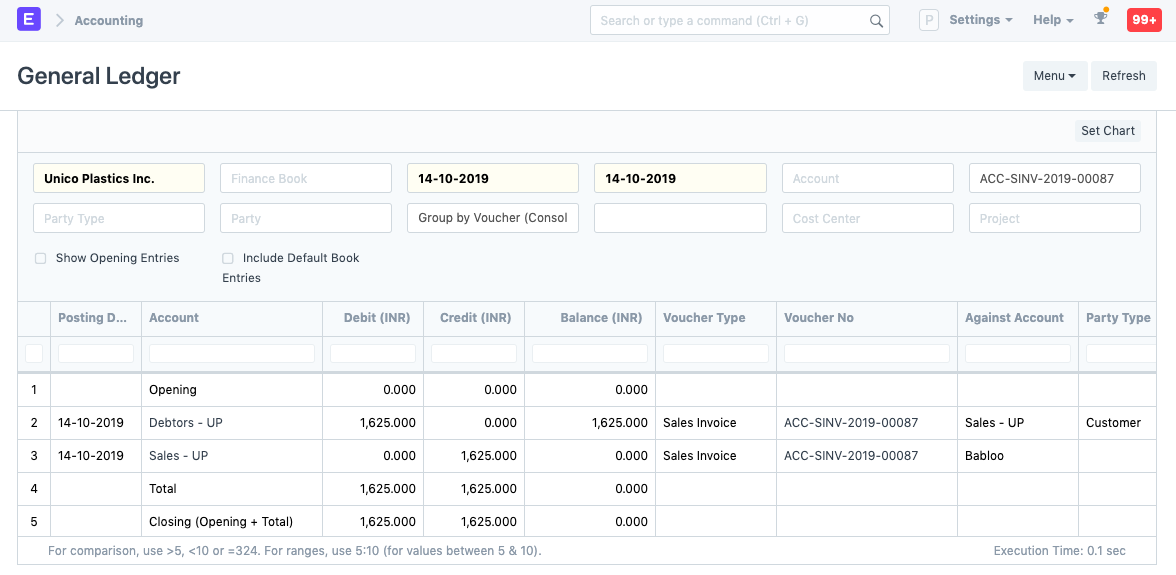 E Accounting Search or type a command (Ctrl + G) P Settings Help 99+
General Ledger Menu Refresh
Set Chart
Unico Plastics Inc. Finance Book 14-10-2019 14-10-2019 Account ACC-SINV-2019-00087
Party Type Party Group by Voucher (Consol Cost Center Project
Show Opening Entries Include Default Book
Entries
Posting D... Account Debit (INR) Credit (INR) Balance (INR) Voucher Type Voucher No Against Account Party Type
1 Opening 0.000 0.000 0.000
2 14-10-2019 Debtors - UP 1,625.000 0.000 1,625.000 Sales Invoice ACC-SINV-2019-00087 Sales - UP Customer
3 14-10-2019 Sales - UP 0.000 1,625.000 0.000 Sales Invoice ACC-SINV-2019-00087 Babloo
4 Total 1,625.000 1,625.000 0.000
5 Closing (Opening + Total) 1,625.000 1,625.000 0.000
For comparison, use >5, <10 or =324. For ranges, use 5:10 (for values between 5 & 10). Execution Time: 0.1 sec